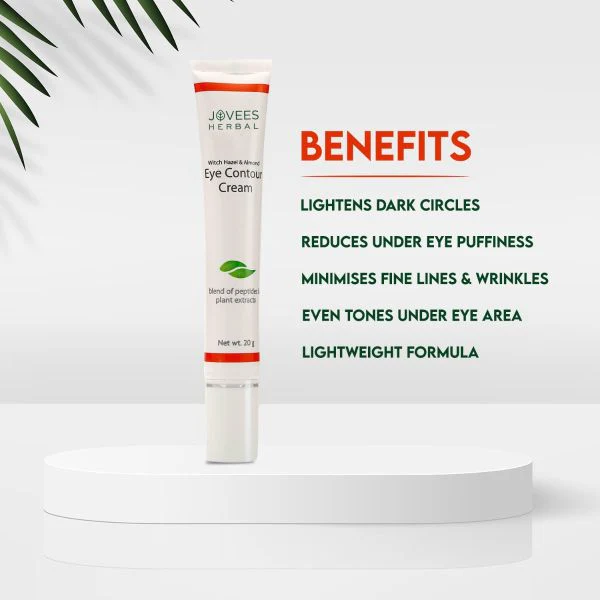 JOVEES
HERBAL
Witch Hazel & Almond
Eye Contour
Cream
blend of peptides &
plant extracts
Net wt. 20 g
BENEFITS
LIGHTENS DARK CIRCLES
REDUCES UNDER EYE PUFFINESS
MINIMISES FINE LINES & WRINKLES
EVEN TONES UNDER EYE AREA
LIGHTWEIGHT FORMULA